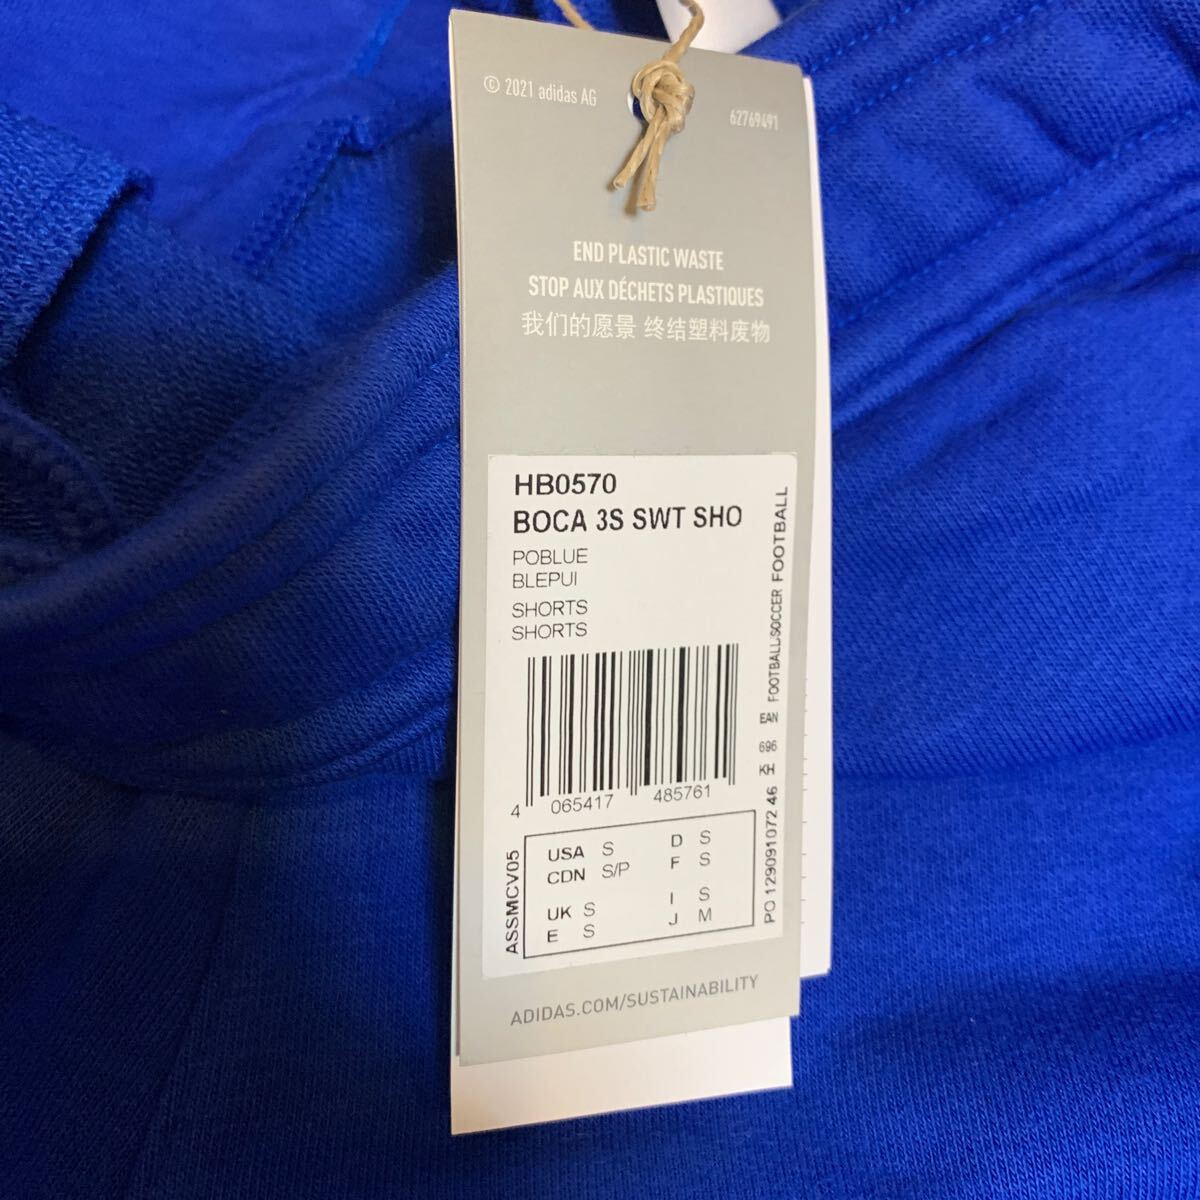 © 2021 adidas AG
62769491
END PLASTIC WASTE
STOP AUX DÉCHETS PLASTIQUES
我们的愿景 终结塑料废物
HB0570
BOCA 3S SWT SHO
POBLUE
BLEPUI
SHORTS
SHORTS
4 065417 485761
USA S D S
CDN S/P F S
UK S I S
E S J M
ASSMCV05
PO 129091072 46 KH 696 EAN FOOTBALL/SOCCER FOOTBALL
ADIDAS.COM/SUSTAINABILITY